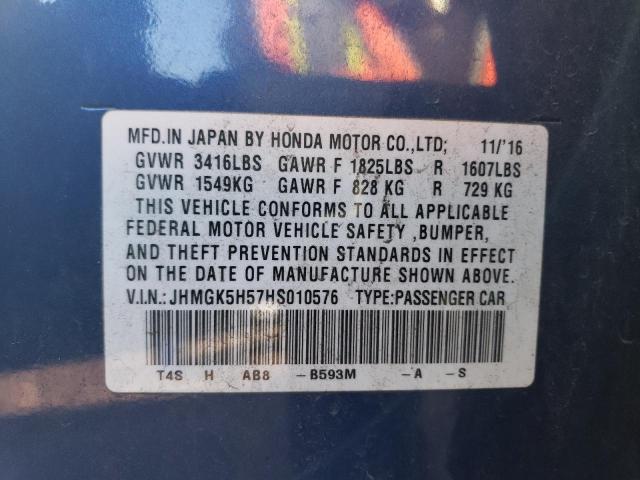 MFD.IN JAPAN BY HONDA MOTOR CO.,LTD; 11/'16
GVWR 3416LBS GAWR F 1825LBS R 1607LBS
GVWR 1549KG GAWR F 828 KG R 729 KG
THIS VEHICLE CONFORMS TO ALL APPLICABLE
FEDERAL MOTOR VEHICLE SAFETY ,BUMPER,
AND THEFT PREVENTION STANDARDS IN EFFECT
ON THE DATE OF MANUFACTURE SHOWN ABOVE.
V.I.N.: JHMGK5H57HS010576 TYPE:PASSENGER CAR
T4S H AB8 -B593M -A -S